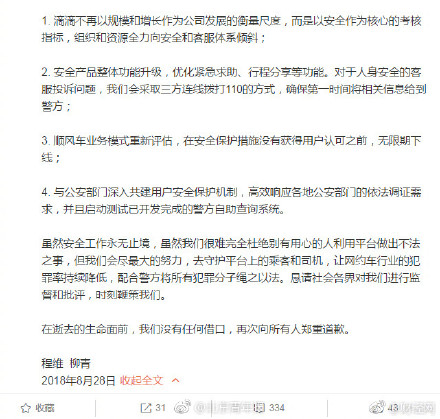 1. 滴滴不再以规模和增长作为公司发展的衡量尺度，而是以安全作为核心的考核
指标，组织和资源全力向安全和客服体系倾斜；
2. 安全产品整体功能升级，优化紧急求助、行程分享等功能。对于人身安全的客
服投诉问题，我们会采取三方连线拨打110的方式，确保第一时间将相关信息给到
警方；
3. 顺风车业务模式重新评估，在安全保护措施没有获得用户认可之前，无限期下
线；
4. 与公安部门深入共建用户安全保护机制，高效响应各地公安部门的依法调证需
求，并且启动测试已开发完成的警方自助查询系统。
虽然安全工作永无止境，虽然我们很难完全杜绝别有用心的人利用平台做出不法
之事，但我们会尽最大的努力，去守护平台上的乘客和司机，让网约车行业的犯
罪率持续降低，配合警方将所有犯罪分子绳之以法。恳请社会各界对我们进行监
督和批评，时刻鞭策我们。
在逝去的生命面前，我们没有任何借口，再次向所有人郑重道歉。
程维 柳青
2018年8月28日 收起全文
收藏 31 334 43